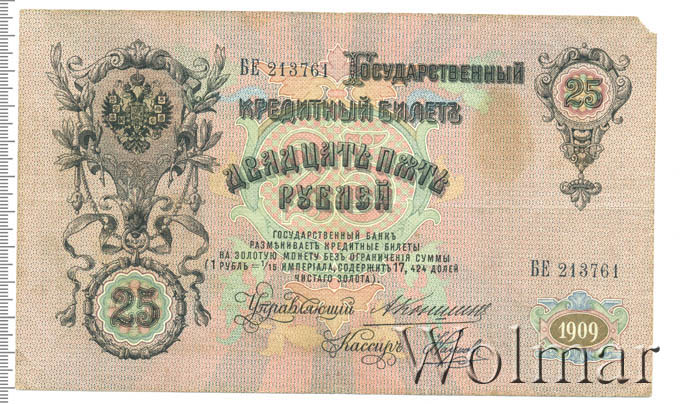 БЕ 213761 Государственный
25
кредитный билетъ
двадцать пять
рублей
государственный банкъ
размѣниваетъ кредитные билеты
на золотую монету безъ ограниченія суммы
(1 рубль = 1/15 имперіала, содержитъ 17,424 долей
чистаго золота).
БЕ 213761
25
Управляющій
1909
Кассиръ
Wolmar